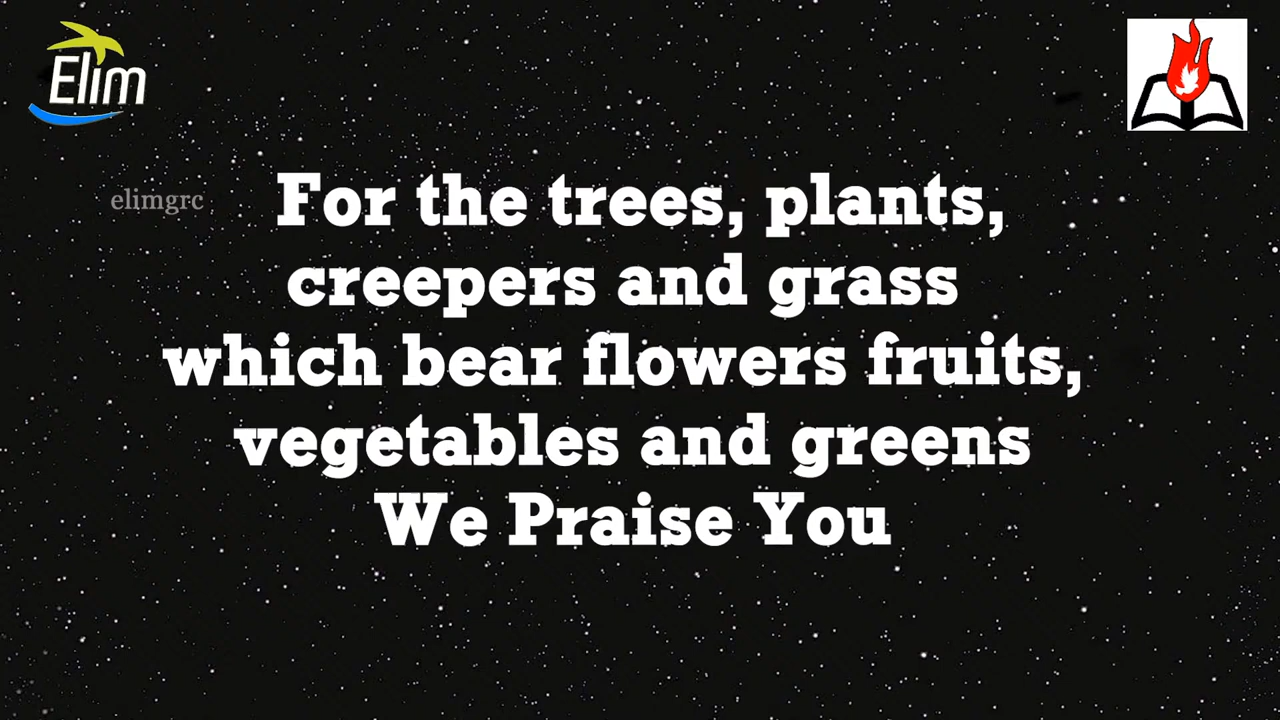 Elim
elimgrc
For the trees, plants,
creepers and grass
which bear flowers fruits,
vegetables and greens
We Praise You